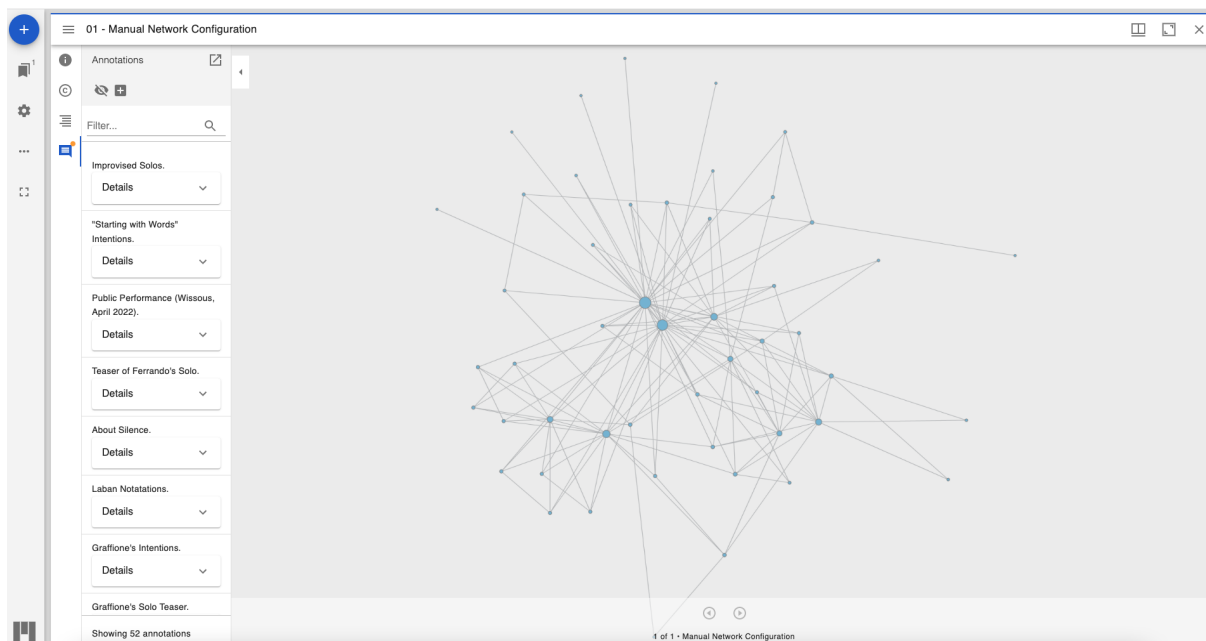 01 - Manual Network Configuration
1
Annotations
Filter...
Improvised Solos.
Details
"Starting with Words"
Intentions.
Details
Public Performance (Wissous,
April 2022).
Details
Teaser of Ferrando's Solo.
Details
About Silence.
Details
Laban Notatations.
Details
Graffione's Intentions.
Details
Graffione's Solo Teaser.
Showing 52 annotations
1 of 1 • Manual Network Configuration